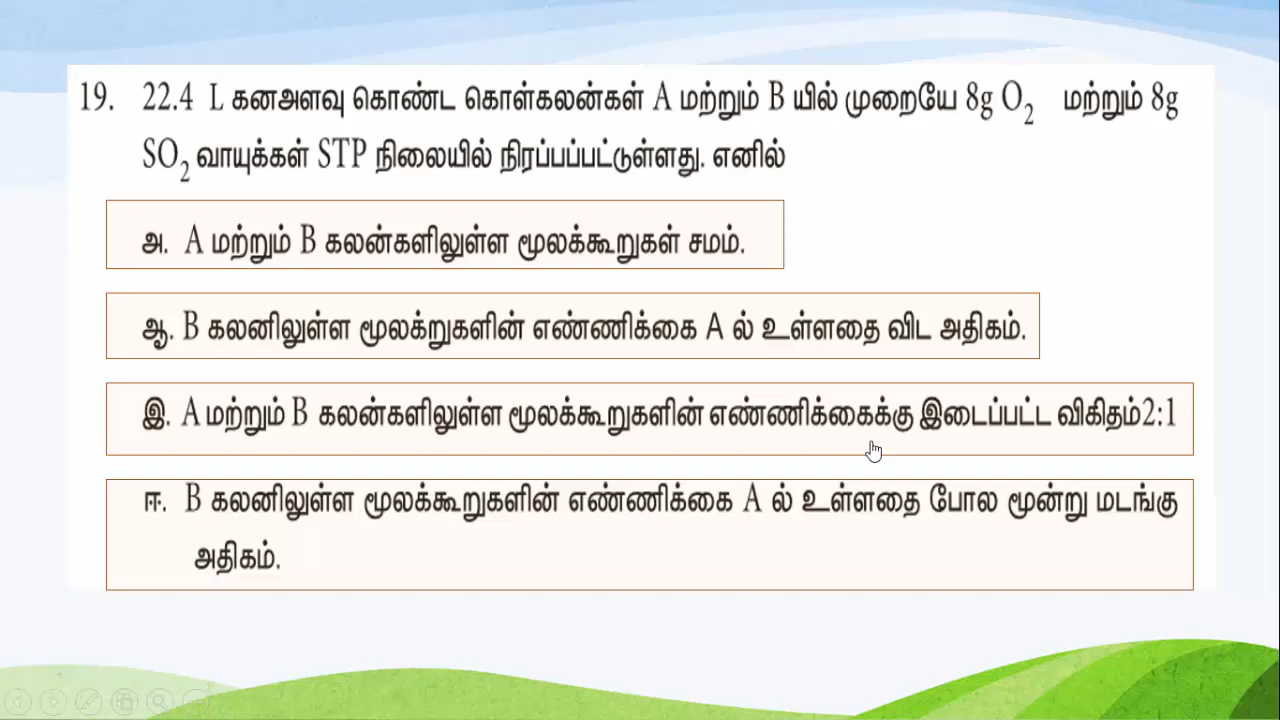 19. 22.4 L கனஅளவு கொண்ட கொள்கலன்கள் A மற்றும் B யில் முறையே 8g O₂ மற்றும் 8g
SO₂ வாயுக்கள் STP நிலையில் நிரப்பப்பட்டுள்ளது. எனில்
அ. A மற்றும் B கலன்களிலுள்ள மூலக்கூறுகள் சமம்.
ஆ. B கலனிலுள்ள மூலக்றுகளின் எண்ணிக்கை A ல் உள்ளதை விட அதிகம்.
இ. A மற்றும் B கலன்களிலுள்ள மூலக்கூறுகளின் எண்ணிக்கைக்கு இடைப்பட்ட விகிதம்2:1
ஈ. B கலனிலுள்ள மூலக்கூறுகளின் எண்ணிக்கை A ல் உள்ளதை போல மூன்று மடங்கு
அதிகம்.